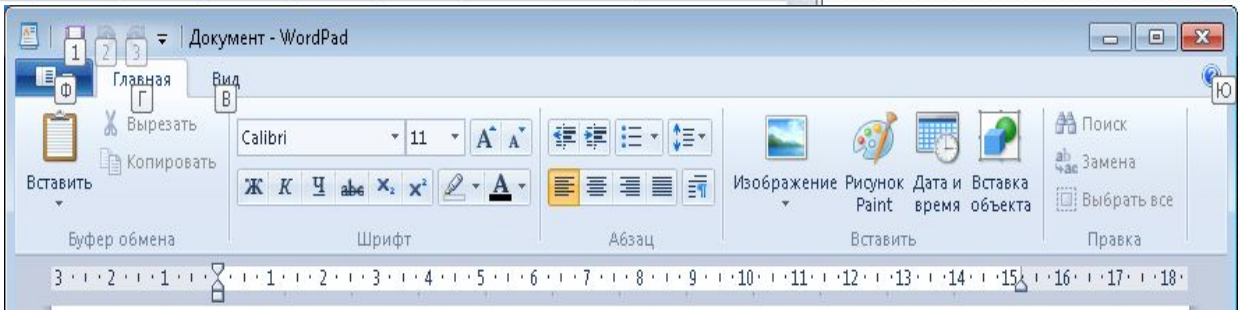 Документ - WordPad
1 2 3
Ф Г В Ю
Главная Вид
Вставить
Вырезать
Копировать
Буфер обмена
Calibri 11 А А
Ж К Ч abc X₂ X² А
Шрифт
Абзац
Изображение
Рисунок Paint
Дата и время
Вставка объекта
Вставить
Поиск
Замена
Выбрать все
Правка
3 2 1 1 2 3 4 5 6 7 8 9 10 11 12 13 14 15 16 17 18